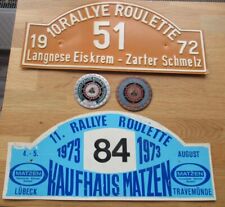 10. RALLYE ROULETTE
19 51 72
Langnese Eiskrem - Zarter Schmelz
11. RALLYE ROULETTE
1973 84 1973
4.-5. AUGUST
KAUFHAUS MATZEN
MATZEN MATZEN
LÜBECK TRAVEMÜNDE